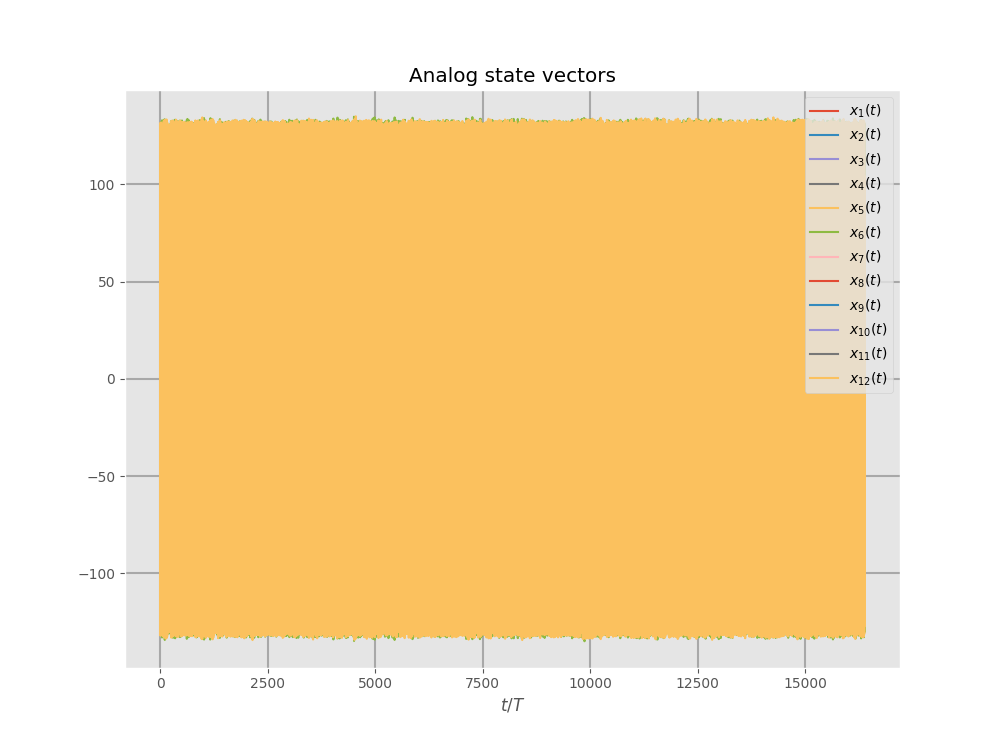 Analog state vectors
100
50
0
−50
−100
x₁(t)
x₂(t)
x₃(t)
x₄(t)
x₅(t)
x₆(t)
x₇(t)
x₈(t)
x₉(t)
x₁₀(t)
x₁₁(t)
x₁₂(t)
0 2500 5000 7500 10000 12500 15000
t/T